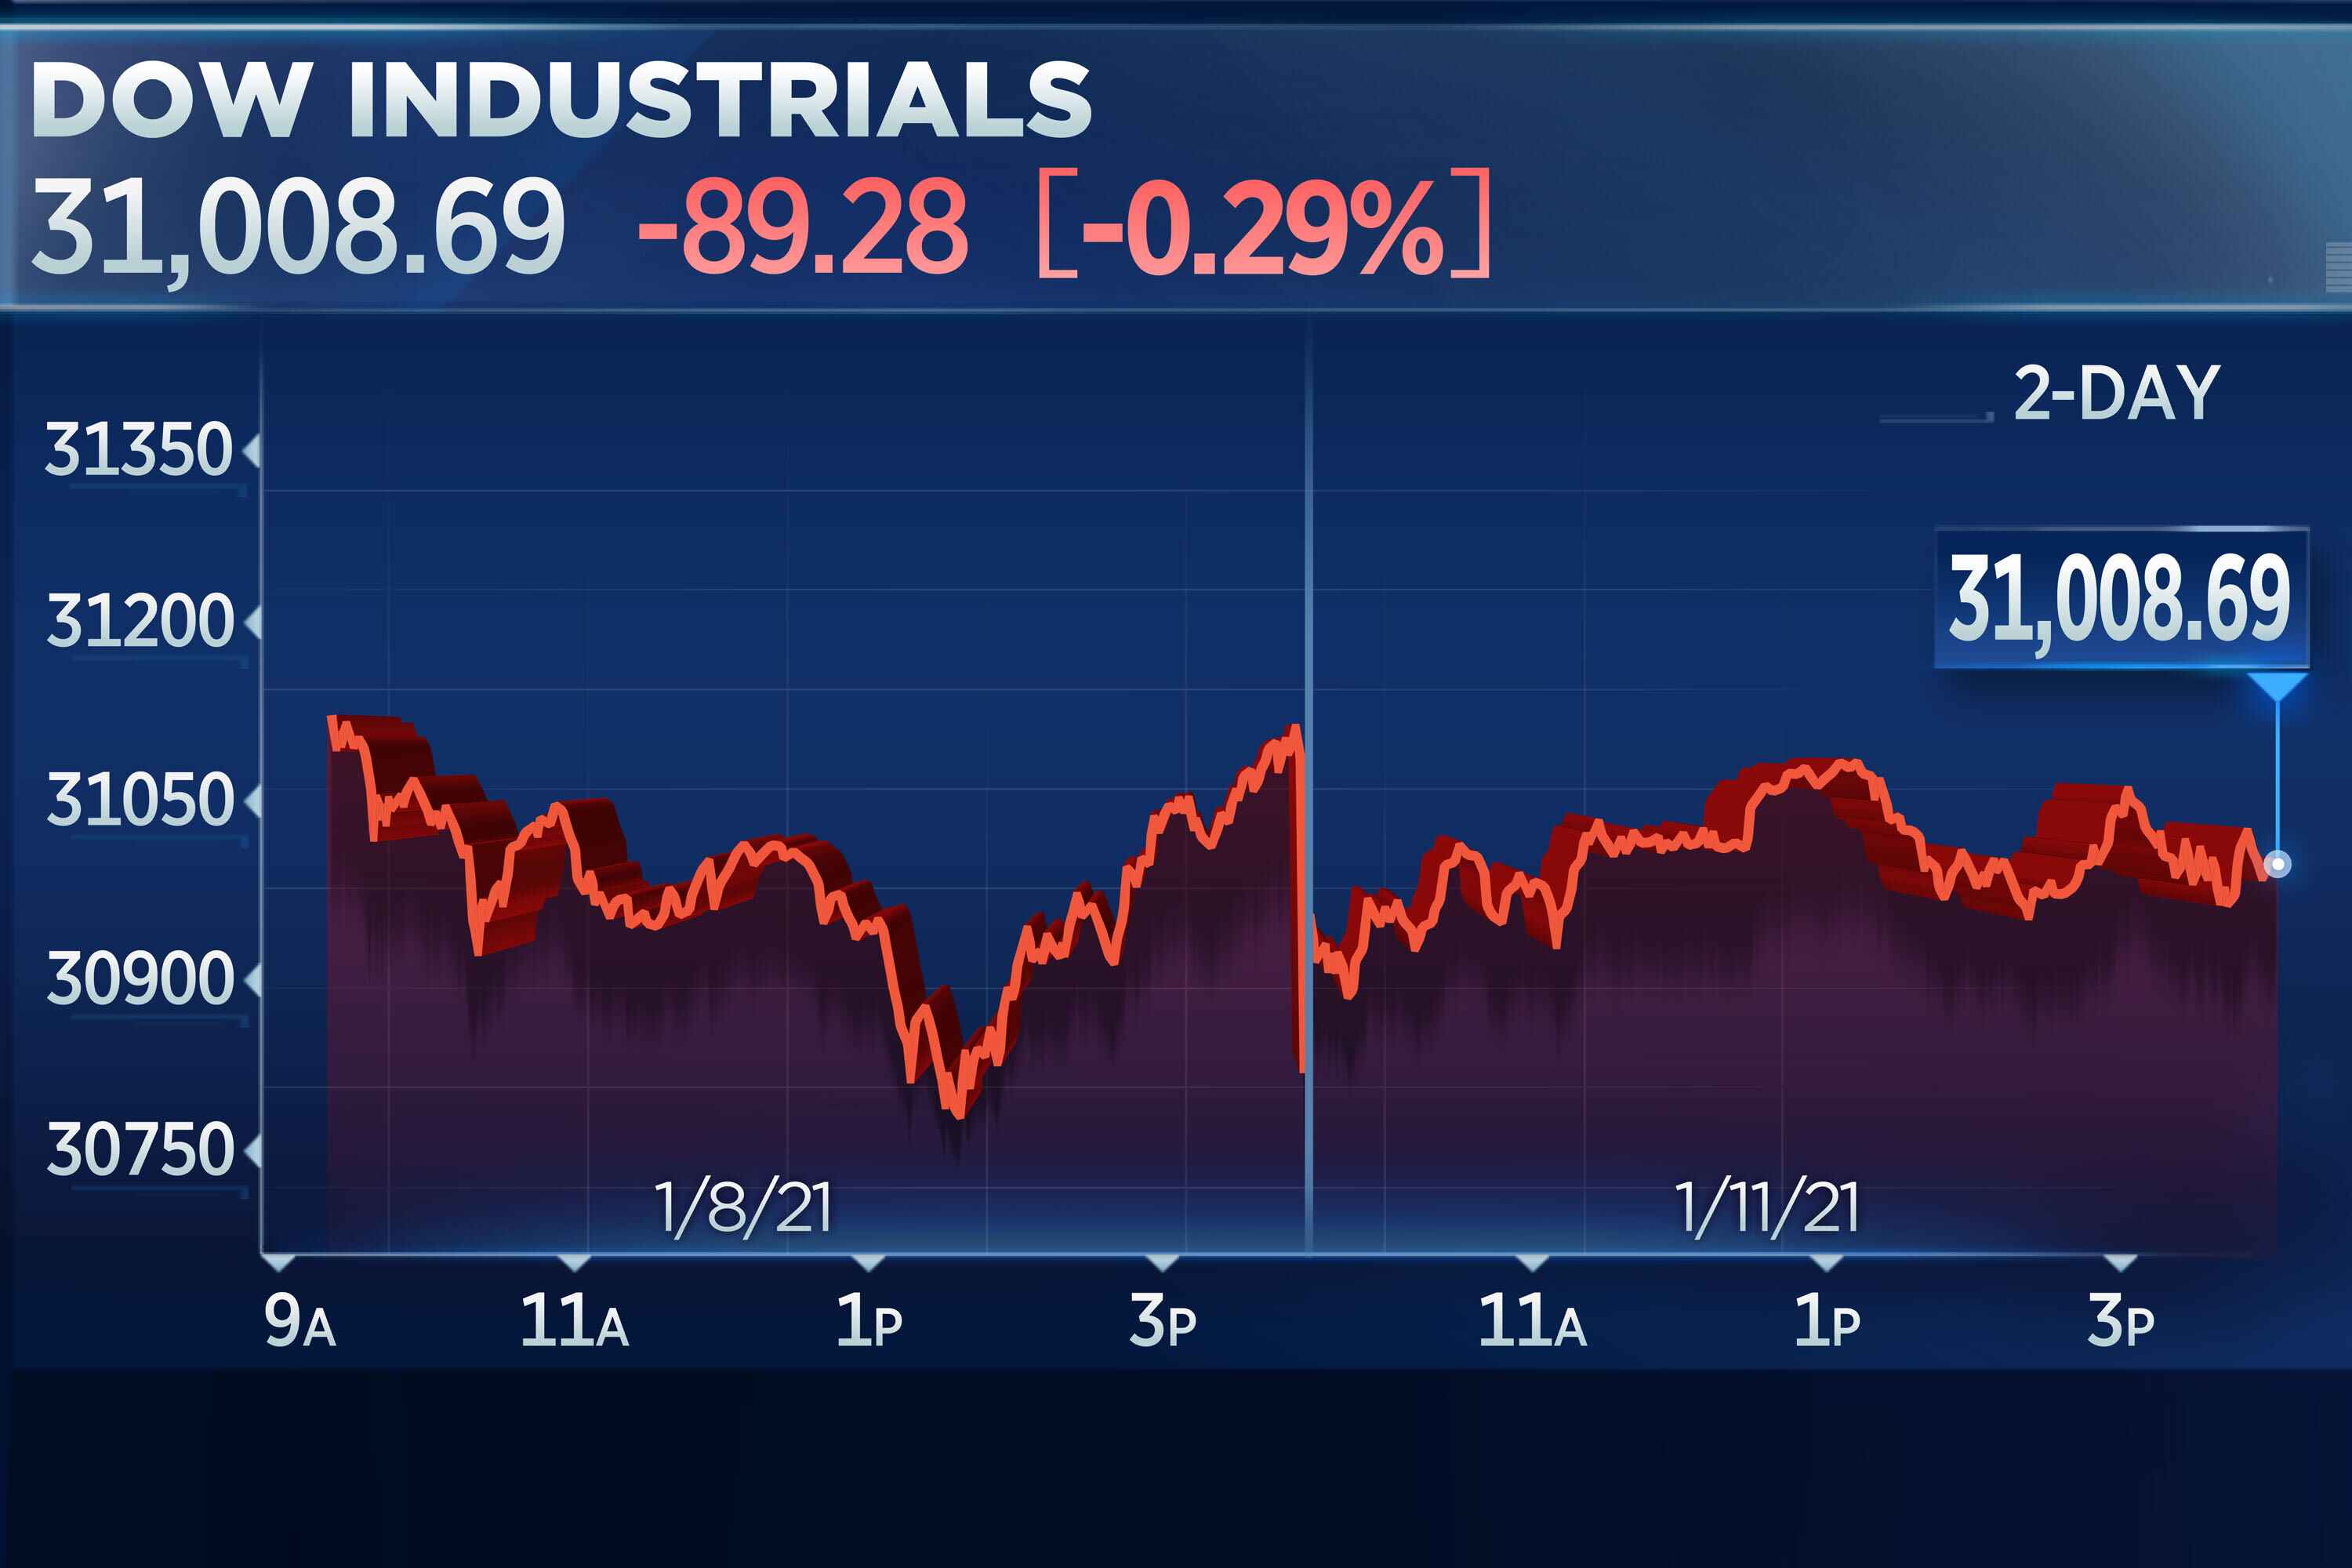 DOW INDUSTRIALS
31,008.69 -89.28 [-0.29%]
2-DAY
31350
31200
31,008.69
31050
30900
30750
1/8/21 1/11/21
9A 11A 1P 3P 11A 1P 3P